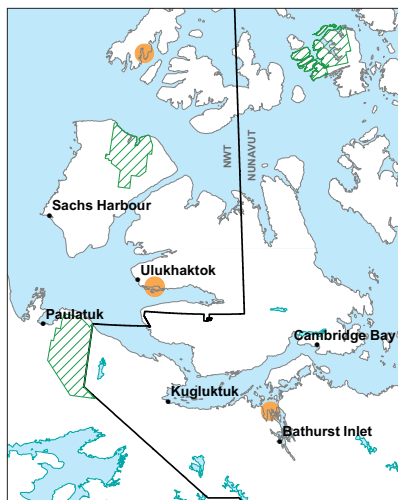 NWT
NUNAVUT
Sachs Harbour
Ulukhaktok
Paulatuk
Cambridge Bay
Kugluktuk
Bathurst Inlet